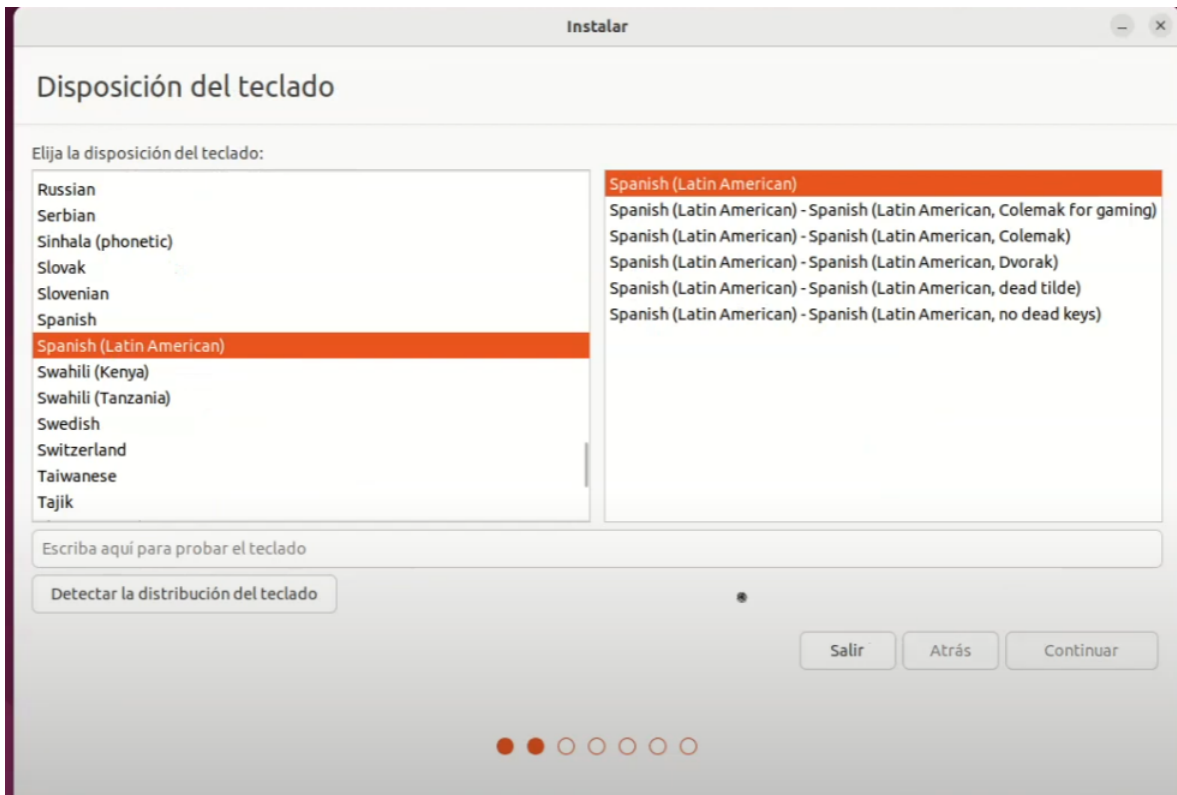 Instalar
Disposición del teclado
Elija la disposición del teclado:
Russian
Serbian
Sinhala (phonetic)
Slovak
Slovenian
Spanish
Spanish (Latin American)
Swahili (Kenya)
Swahili (Tanzania)
Swedish
Switzerland
Taiwanese
Tajik
Spanish (Latin American)
Spanish (Latin American) - Spanish (Latin American, Colemak for gaming)
Spanish (Latin American) - Spanish (Latin American, Colemak)
Spanish (Latin American) - Spanish (Latin American, Dvorak)
Spanish (Latin American) - Spanish (Latin American, dead tilde)
Spanish (Latin American) - Spanish (Latin American, no dead keys)
Escriba aquí para probar el teclado
Detectar la distribución del teclado
Salir
Atrás
Continuar